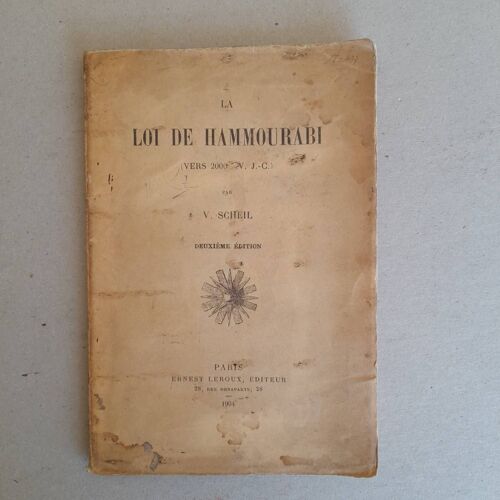 LA
LOI DE HAMMOURABI
(VERS 2000 V. J.-C.)
PAR
V. SCHEIL
DEUXIÈME ÉDITION
PARIS
ERNEST LEROUX, ÉDITEUR
28, RUE BONAPARTE, 28
1904